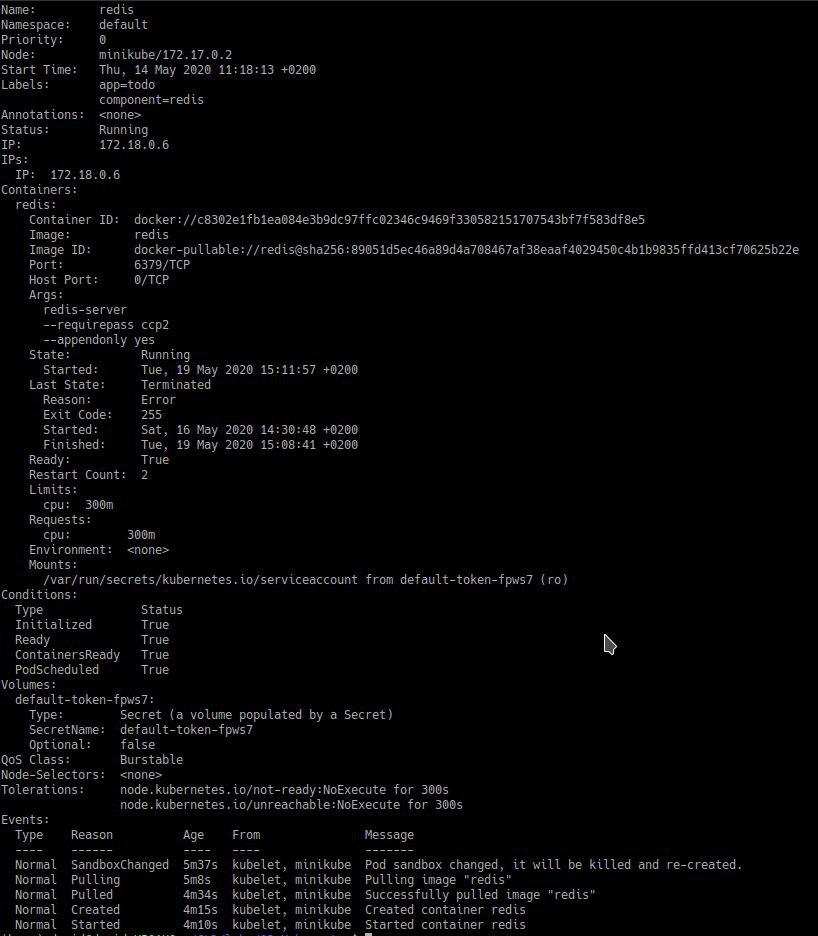 Name:         redis
Namespace:    default
Priority:     0
Node:         minikube/172.17.0.2
Start Time:   Thu, 14 May 2020 11:18:13 +0200
Labels:       app=todo
              component=redis
Annotations:  <none>
Status:       Running
IP:           172.18.0.6
IPs:
  IP:  172.18.0.6
Containers:
  redis:
    Container ID:  docker://c8302e1fb1ea084e3b9dc97ffc02346c9469f330582151707543bf7f583df8e5
    Image:         redis
    Image ID:      docker-pullable://redis@sha256:89051d5ec46a89d4a708467af38eaaf4029450c4b1b9835ffd413cf70625b22e
    Port:          6379/TCP
    Host Port:     0/TCP
    Args:
      redis-server
      --requirepass ccp2
      --appendonly yes
    State:          Running
      Started:      Tue, 19 May 2020 15:11:57 +0200
    Last State:     Terminated
      Reason:       Error
      Exit Code:    255
      Started:      Sat, 16 May 2020 14:30:48 +0200
      Finished:     Tue, 19 May 2020 15:08:41 +0200
    Ready:          True
    Restart Count:  2
    Limits:
      cpu:  300m
    Requests:
      cpu:        300m
    Environment:  <none>
    Mounts:
      /var/run/secrets/kubernetes.io/serviceaccount from default-token-fpws7 (ro)
Conditions:
  Type              Status
  Initialized       True
  Ready             True
  ContainersReady   True
  PodScheduled      True
Volumes:
  default-token-fpws7:
    Type:        Secret (a volume populated by a Secret)
    SecretName:  default-token-fpws7
    Optional:    false
QoS Class:       Burstable
Node-Selectors:  <none>
Tolerations:     node.kubernetes.io/not-ready:NoExecute for 300s
                 node.kubernetes.io/unreachable:NoExecute for 300s
Events:
  Type    Reason          Age    From               Message
  ----    ------          ----   ----               -------
  Normal  SandboxChanged  5m37s  kubelet, minikube  Pod sandbox changed, it will be killed and re-created.
  Normal  Pulling         5m8s   kubelet, minikube  Pulling image "redis"
  Normal  Pulled          4m34s  kubelet, minikube  Successfully pulled image "redis"
  Normal  Created         4m15s  kubelet, minikube  Created container redis
  Normal  Started         4m10s  kubelet, minikube  Started container redis